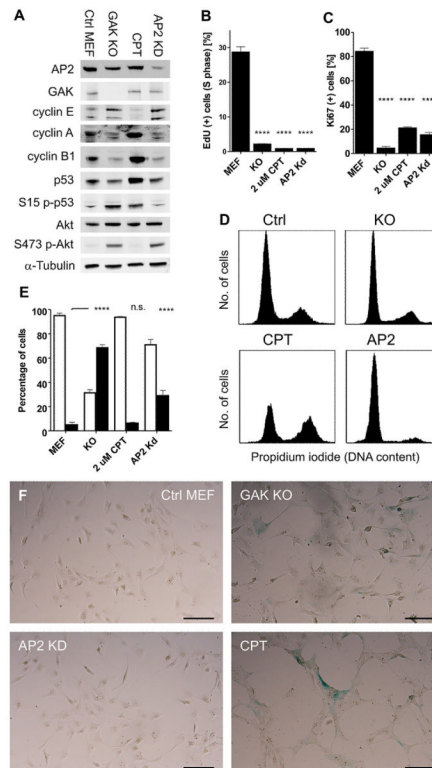 A
Ctrl MEF
GAK KO
CPT
AP2 KD
AP2
GAK
cyclin E
cyclin A
cyclin B1
p53
S15 p-p53
Akt
S473 p-Akt
α-Tubulin
B
EdU (+) cells (S phase) [%]
30
20
10
0
****
****
****
MEF
KO
2 uM CPT
AP2 Kd
C
Ki67 (+) cells [%]
100
80
60
40
20
0
****
****
MEF
KO
2 uM CPT
AP2 Kd
D
Ctrl
KO
No. of cells
CPT
AP2
No. of cells
Propidium iodide (DNA content)
E
Percentage of cells
100
80
60
40
20
0
****
n.s.
****
MEF
KO
2 uM CPT
AP2 Kd
F
Ctrl MEF
GAK KO
AP2 KD
CPT